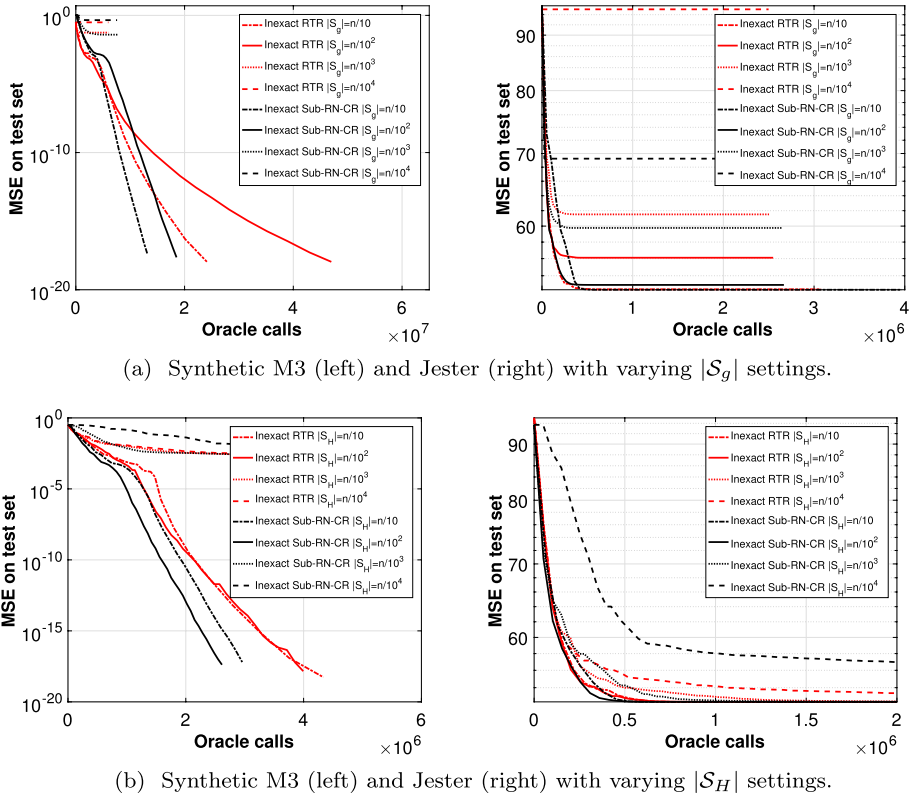 MSE on test set
10^0
10^-10
10^-20
Inexact RTR |S_g|=n/10
Inexact RTR |S_g|=n/10^2
Inexact RTR |S_g|=n/10^3
Inexact RTR |S_g|=n/10^4
Inexact Sub-RN-CR |S_g|=n/10
Inexact Sub-RN-CR |S_g|=n/10^2
Inexact Sub-RN-CR |S_g|=n/10^3
Inexact Sub-RN-CR |S_g|=n/10^4
0 2 4 6
Oracle calls
×10^7
MSE on test set
90
70
60
Inexact RTR |S_g|=n/10
Inexact RTR |S_g|=n/10^2
Inexact RTR |S_g|=n/10^3
Inexact RTR |S_g|=n/10^4
Inexact Sub-RN-CR |S_g|=n/10
Inexact Sub-RN-CR |S_g|=n/10^2
Inexact Sub-RN-CR |S_g|=n/10^3
Inexact Sub-RN-CR |S_g|=n/10^4
0 1 2 3 4
Oracle calls
×10^6
(a) Synthetic M3 (left) and Jester (right) with varying |S_g| settings.
MSE on test set
10^0
10^-5
10^-10
10^-15
10^-20
Inexact RTR |S_H|=n/10
Inexact RTR |S_H|=n/10^2
Inexact RTR |S_H|=n/10^3
Inexact RTR |S_H|=n/10^4
Inexact Sub-RN-CR |S_H|=n/10
Inexact Sub-RN-CR |S_H|=n/10^2
Inexact Sub-RN-CR |S_H|=n/10^3
Inexact Sub-RN-CR |S_H|=n/10^4
0 2 4 6
Oracle calls
×10^6
MSE on test set
90
80
70
60
Inexact RTR |S_H|=n/10
Inexact RTR |S_H|=n/10^2
Inexact RTR |S_H|=n/10^3
Inexact RTR |S_H|=n/10^4
Inexact Sub-RN-CR |S_H|=n/10
Inexact Sub-RN-CR |S_H|=n/10^2
Inexact Sub-RN-CR |S_H|=n/10^3
Inexact Sub-RN-CR |S_H|=n/10^4
0 0.5 1 1.5 2
Oracle calls
×10^6
(b) Synthetic M3 (left) and Jester (right) with varying |S_H| settings.